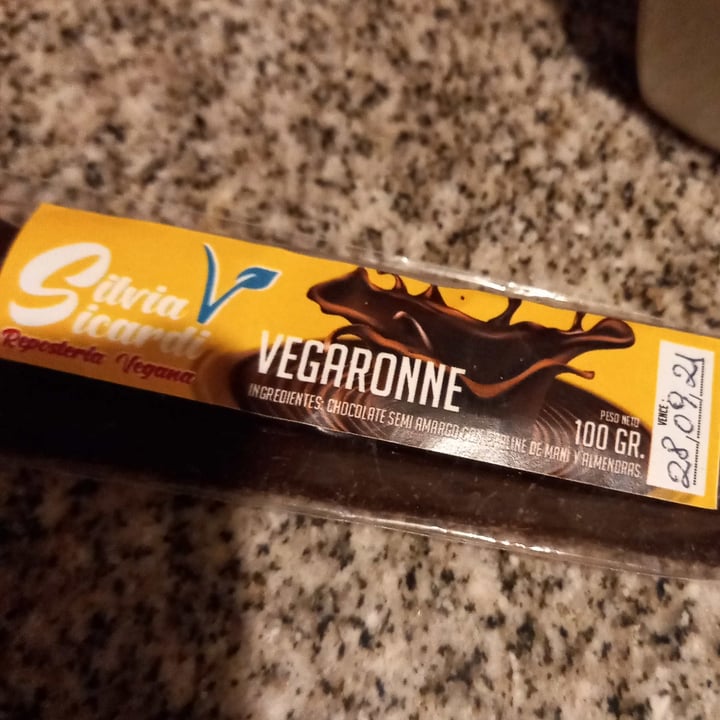 Silvia
Sicardi
Repostería Vegana
VEGARONNE
INGREDIENTES: CHOCOLATE SEMI AMARGO CON PRALINE DE MANÍ Y ALMENDRAS.
PESO NETO
100 GR.
VENCE
28,09,21